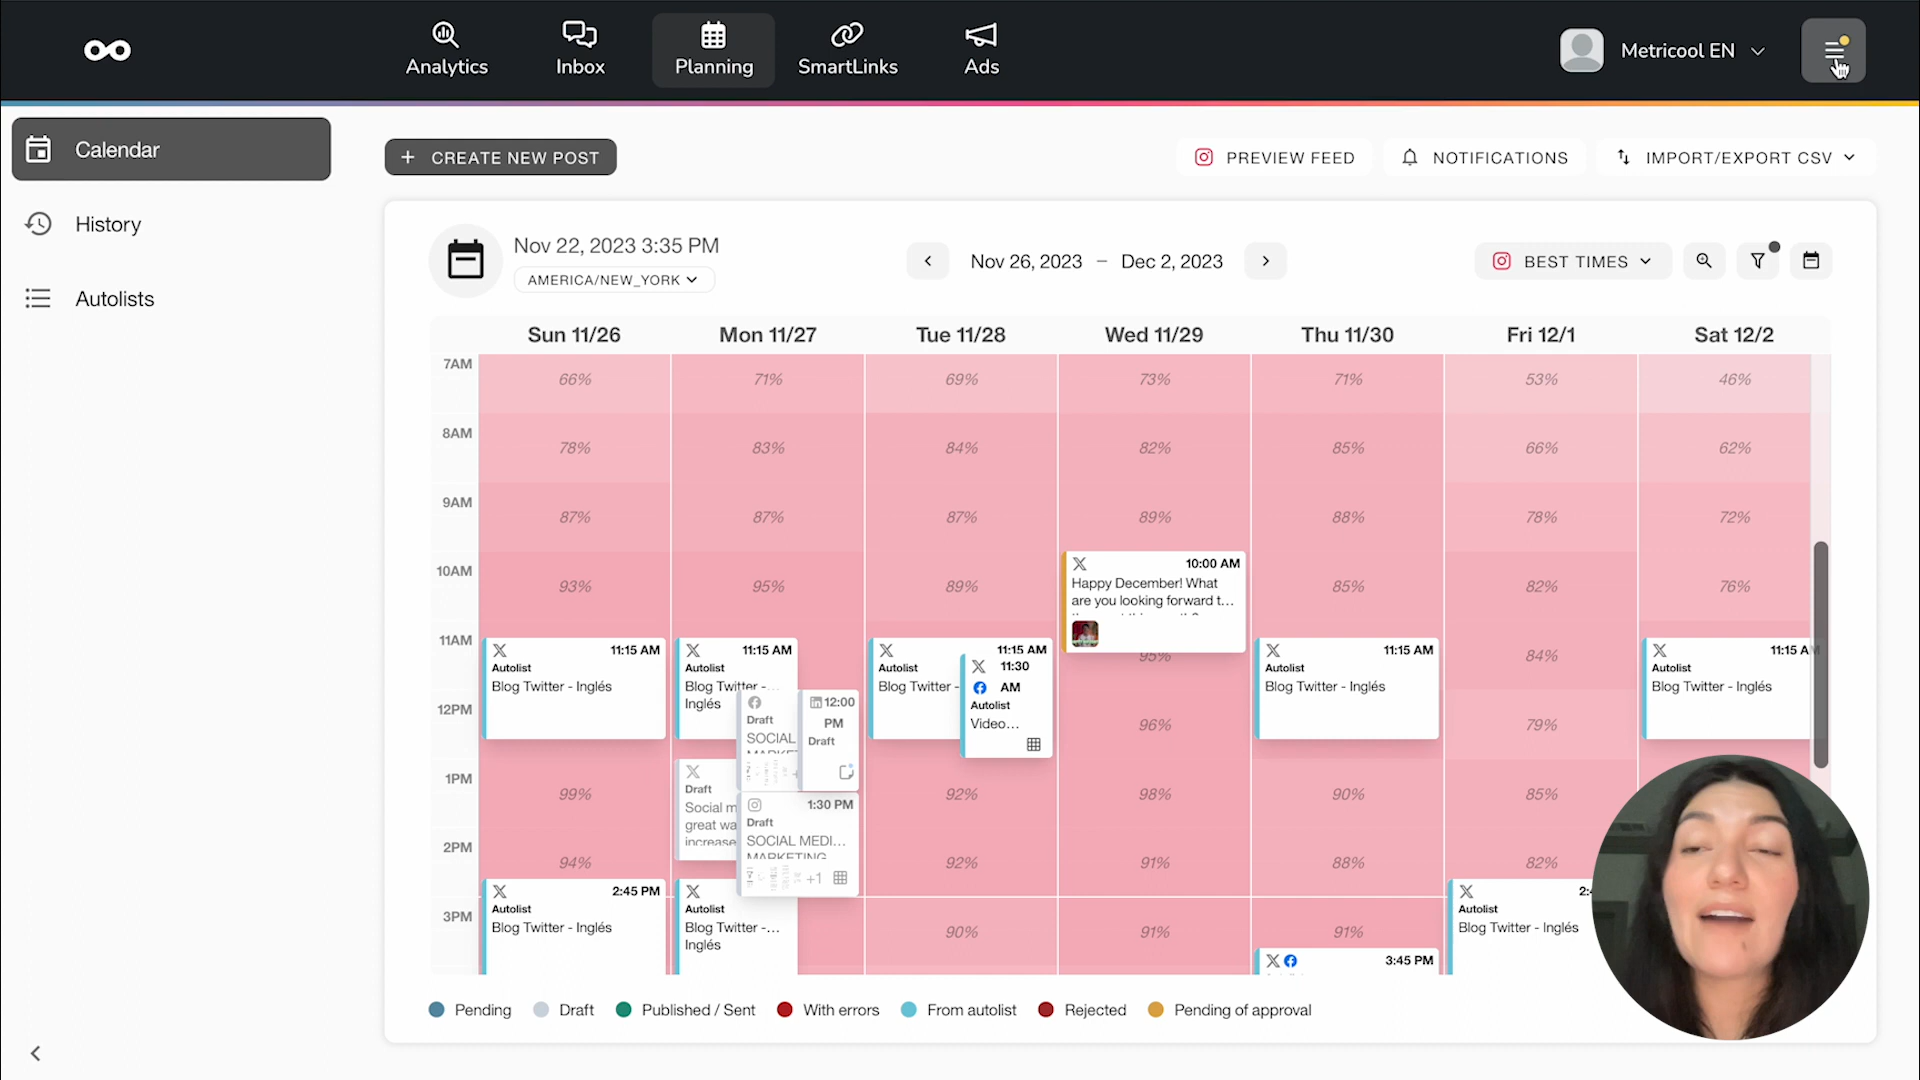 Analytics
Inbox
Planning
SmartLinks
Ads
Metricool EN
Calendar
History
Autolists
+ CREATE NEW POST
PREVIEW FEED
NOTIFICATIONS
IMPORT/EXPORT CSV
Nov 22, 2023 3:35 PM
AMERICA/NEW_YORK
Nov 26, 2023 – Dec 2, 2023
BEST TIMES
Sun 11/26 Mon 11/27 Tue 11/28 Wed 11/29 Thu 11/30 Fri 12/1 Sat 12/2
7AM 66% 71% 69% 73% 71% 53% 46%
8AM 78% 83% 84% 82% 85% 66% 62%
9AM 87% 87% 87% 89% 88% 78% 72%
10AM 93% 95% 89% 85% 82% 76%
10:00 AM
Happy December! What
are you looking forward t...
11AM 95% 84%
11:15 AM
Autolist
Blog Twitter - Inglés
11:15 AM
Autolist
Blog Twitter -...
Inglés
11:15 AM
Autolist
Blog Twitter -
11:30
AM
Autolist
Video...
11:15 AM
Autolist
Blog Twitter - Inglés
11:15 AM
Autolist
Blog Twitter - Inglés
12PM 96% 79%
Draft
SOCIAL
12:00
PM
Draft
1PM 99% 92% 98% 90% 85%
Draft
Social m
great wa
increase
1:30 PM
Draft
SOCIAL MEDI...
MARKETING
+1
2PM 94% 92% 91% 88% 82%
2:45 PM
Autolist
Blog Twitter - Inglés
Autolist
Blog Twitter -...
Inglés
2:4
Autolist
Blog Twitter - Inglés
3PM 90% 91% 91%
3:45 PM
Pending
Draft
Published / Sent
With errors
From autolist
Rejected
Pending of approval